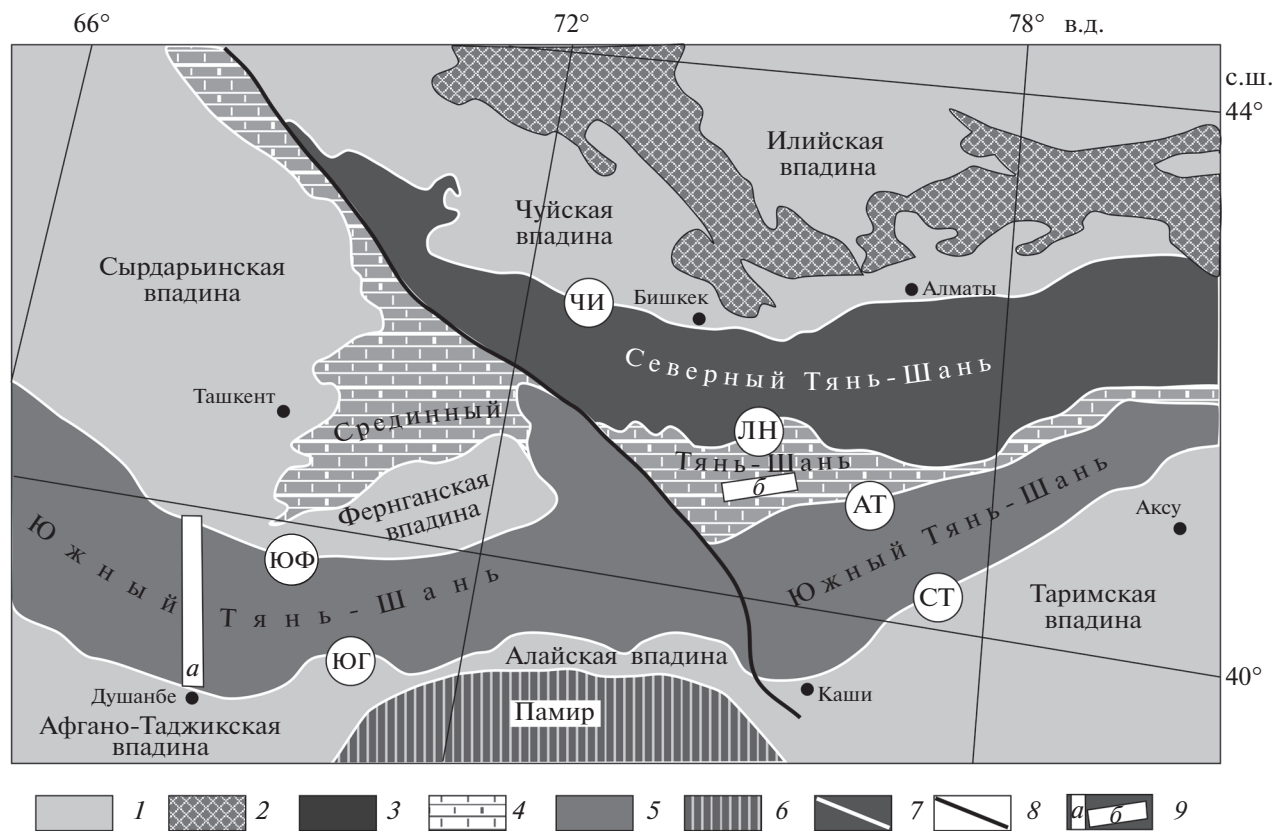 66° 72° 78° в.д.
с.ш.
44°
Илийская
впадина
Чуйская
впадина
Сырдарьинская
впадина
ЧИ
Бишкек
Алматы
Северный Тянь-Шань
Ташкент
Срединный
Тянь-Шань
ЛН
б
АТ
Фернганская
впадина
Аксу
Южный Тянь-Шань
ЮФ
Южный Тянь-Шань
СТ
Таримская
впадина
а
ЮГ
Алайская впадина
40°
Душанбе
Каши
Памир
Афгано-Таджикская
впадина
1 2 3 4 5 6 7 8 а б 9